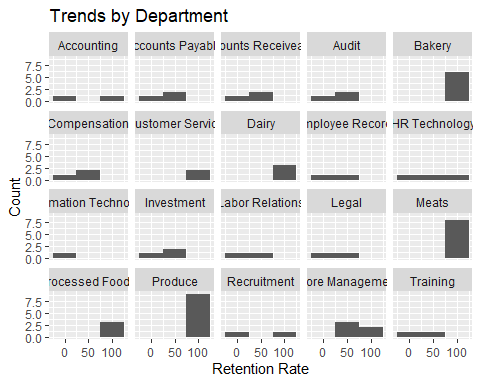 Trends by Department
Accounting ccounts Payabl ounts Receivea Audit Bakery
7.5
5.0
2.5
0.0
Compensation ustomer Servic Dairy mployee Record HR Technology
7.5
5.0
2.5
0.0
mation Techno Investment Labor Relations Legal Meats
7.5
5.0
2.5
0.0
rocessed Food Produce Recruitment ore Manageme Training
7.5
5.0
2.5
0.0
Count
0 50 100 0 50 100 0 50 100 0 50 100 0 50 100
Retention Rate